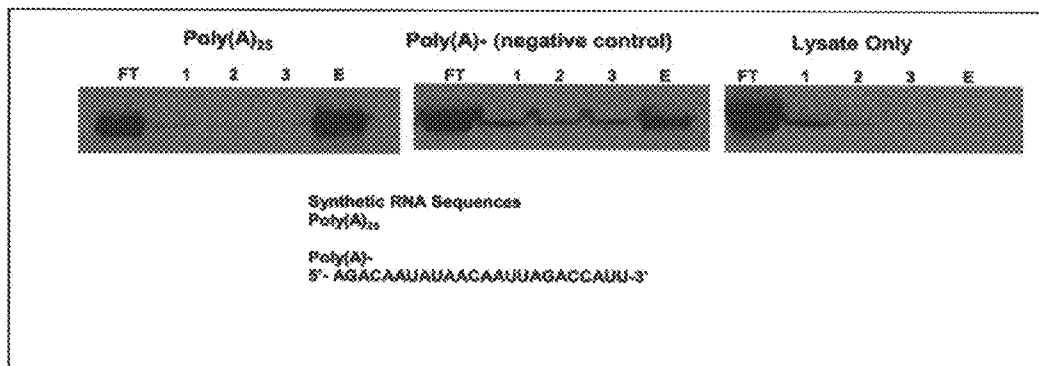 Poly(A)₂₅ Poly(A)- (negative control) Lysate Only
FT 1 2 3 E FT 1 2 3 E FT 1 2 3 E
Synthetic RNA Sequences
Poly(A)₂₅
Poly(A)-
5'- AGACAAUAUAACAAUUAGACCAUU-3'